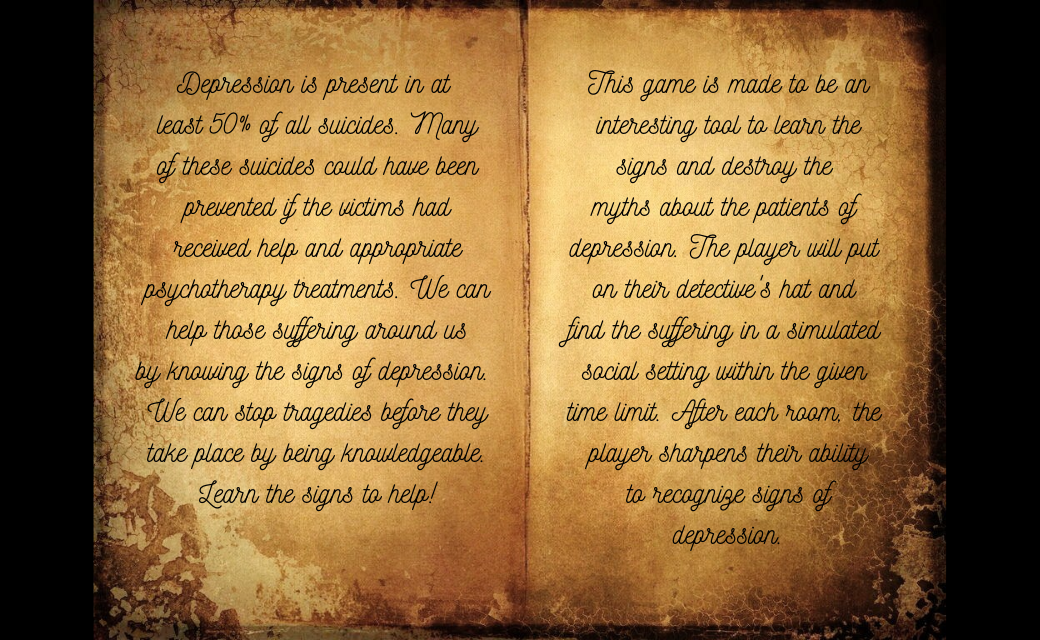 Depression is present in at
least 50% of all suicides. Many
of these suicides could have been
prevented if the victims had
received help and appropriate
psychotherapy treatments. We can
help those suffering around us
by knowing the signs of depression.
We can stop tragedies before they
take place by being knowledgeable.
Learn the signs to help!
This game is made to be an
interesting tool to learn the
signs and destroy the
myths about the patients of
depression. The player will put
on their detective's hat and
find the suffering in a simulated
social setting within the given
time limit. After each room, the
player sharpens their ability
to recognize signs of
depression.